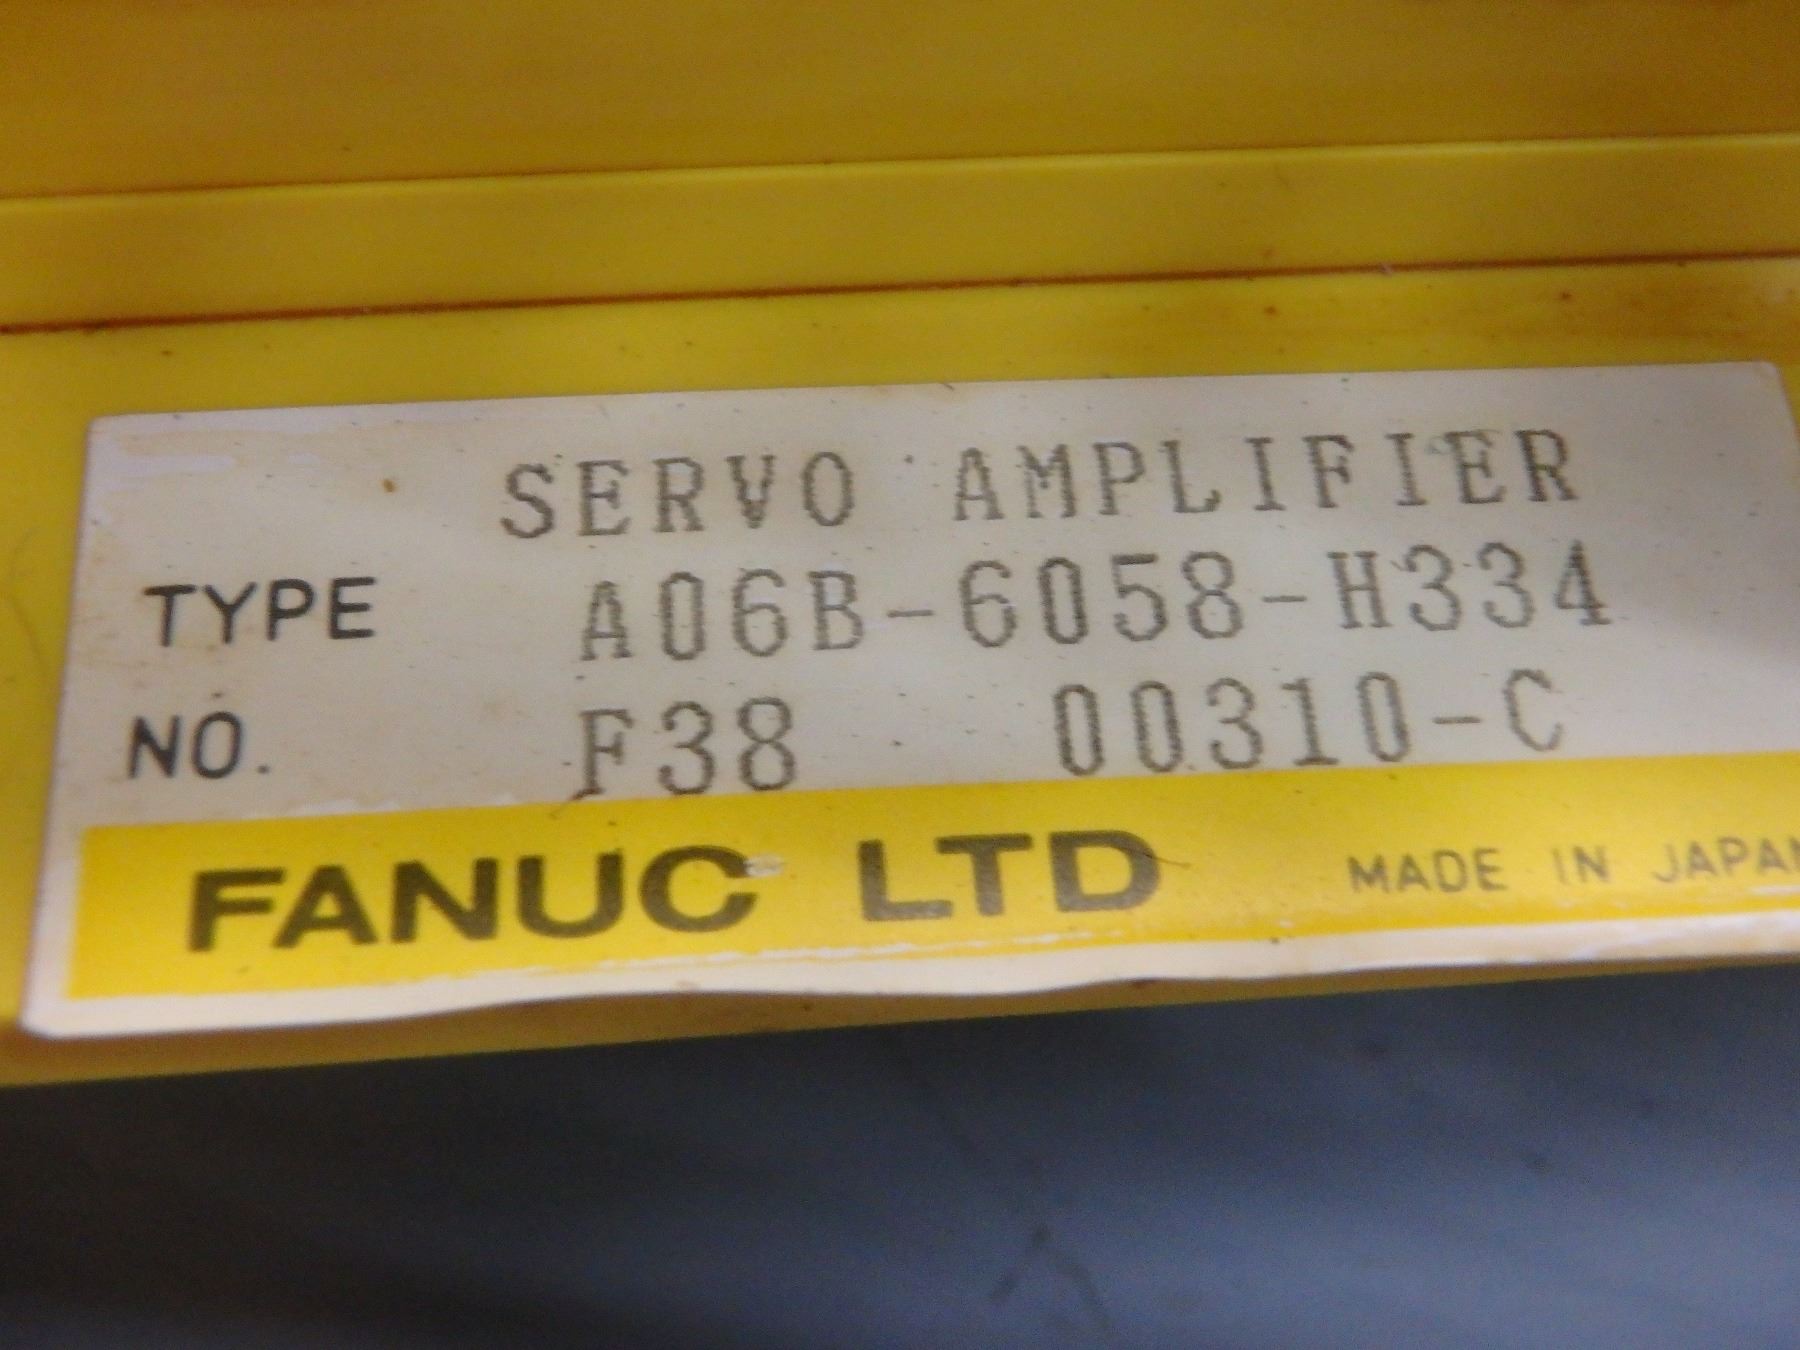 SERVO AMPLIFIER
TYPE A06B-6058-H334
NO. F38 00310-C
FANUC LTD MADE IN JAPAN